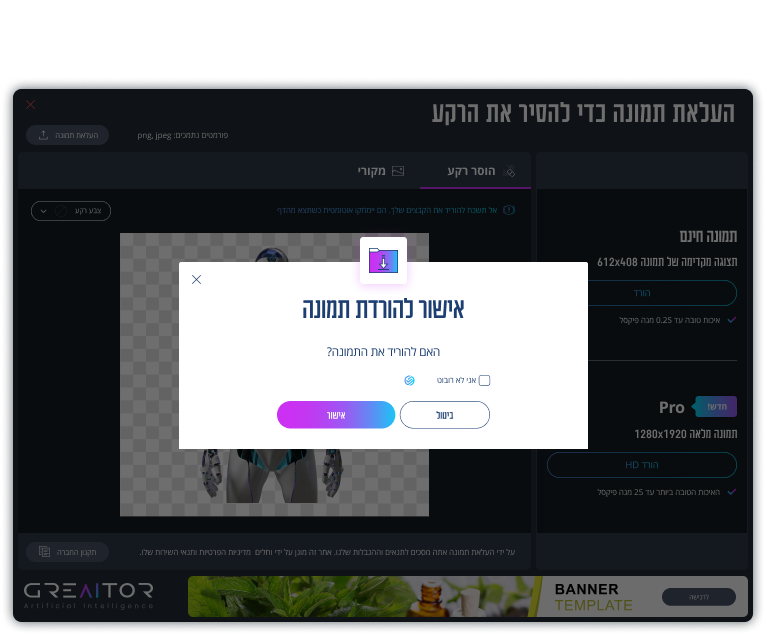 העלאת תמונה כדי להסיר את הרקע
פורמטים נתמכים: png, jpeg
העלאת תמונה
הוסר רקע
מקורי
אל תשכח להוריד את הקבצים שלך. הם יימחקו אוטומטית כשתצא מהדף
צבע רקע
תמונה חינם
תצוגה מקדימה של תמונה 612x408
הורד
איכות טובה עד 0.25 מגה פיקסל
אישור להורדת תמונה
האם להוריד את התמונה?
אני לא רובוט
ביטול
אישור
חדש!
Pro
תמונה מלאה 1280x1920
הורד HD
האיכות הטובה ביותר עד 25 מגה פיקסל
על ידי העלאת תמונה אתה מסכים לתנאים וההגבלות שלנו. אתר זה מוגן על ידי וחלים מדיניות הפרטיות ותנאי השירות שלו.
תקנון החברה
GREAITOR
Artificial intelligence
BANNER
TEMPLATE
לרכישה